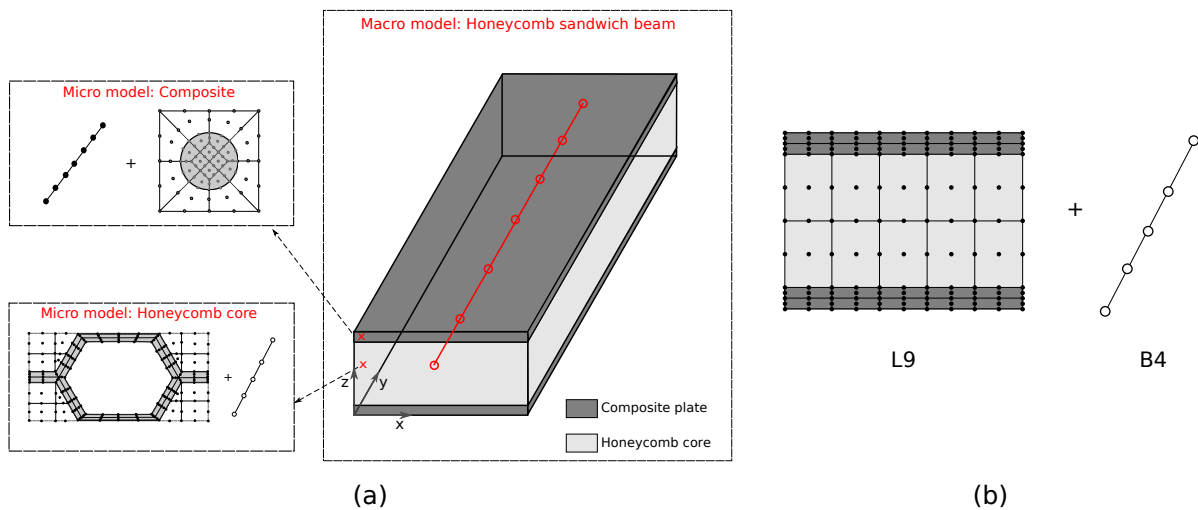 Macro model: Honeycomb sandwich beam
Micro model: Composite
+
Micro model: Honeycomb core
+
x
x
z
y
x
Composite plate
Honeycomb core
(a)
+
L9
B4
(b)